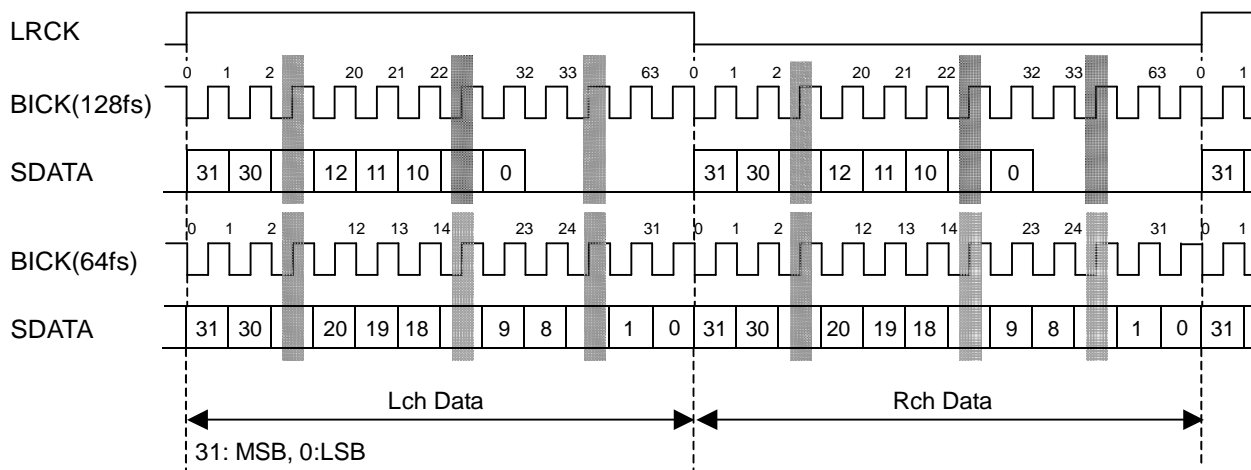 LRCK
0 1 2 20 21 22 32 33 63 0 1 2 20 21 22 32 33 63 0 1
BICK(128fs)
SDATA 31 30 12 11 10 0 31 30 12 11 10 0 31
0 1 2 12 13 14 23 24 31 0 1 2 12 13 14 23 24 31 0 1
BICK(64fs)
SDATA 31 30 20 19 18 9 8 1 0 31 30 20 19 18 9 8 1 0 31
Lch Data Rch Data
31: MSB, 0:LSB